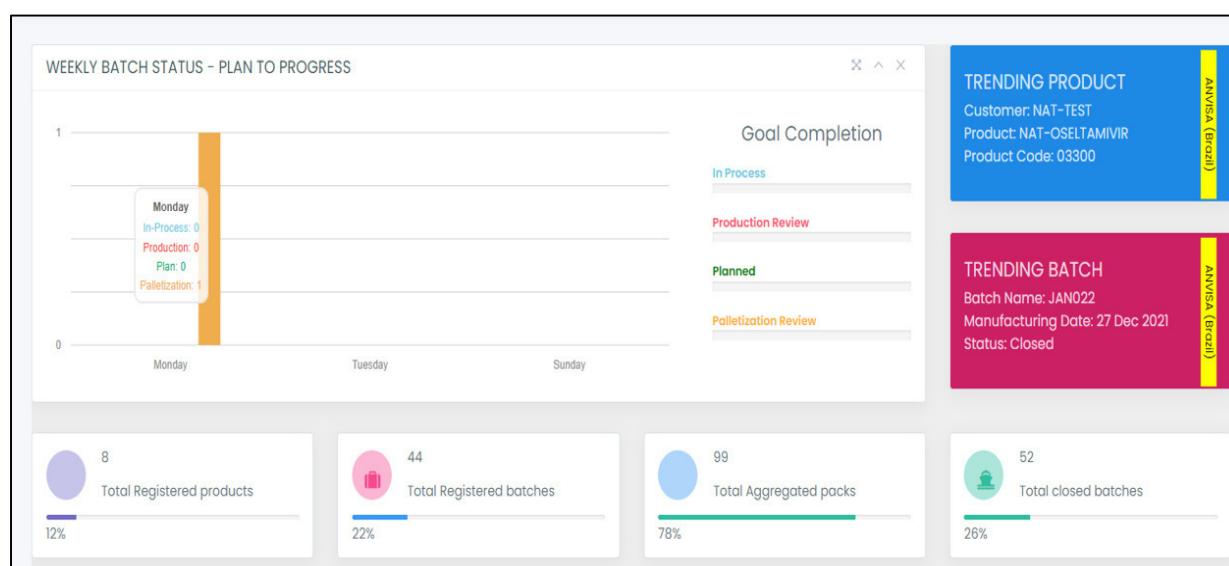 WEEKLY BATCH STATUS - PLAN TO PROGRESS
1
0
Monday
In-Process: 0
Production: 0
Plan: 0
Palletization: 1
Monday
Tuesday
Sunday
Goal Completion
In Process
Production Review
Planned
Palletization Review
TRENDING PRODUCT
Customer: NAT-TEST
Product: NAT-OSELTAMIVIR
Product Code: 03300
ANVISA (Brazil)
TRENDING BATCH
Batch Name: JAN022
Manufacturing Date: 27 Dec 2021
Status: Closed
ANVISA (Brazil)
8
Total Registered products
12%
44
Total Registered batches
22%
99
Total Aggregated packs
78%
52
Total closed batches
26%